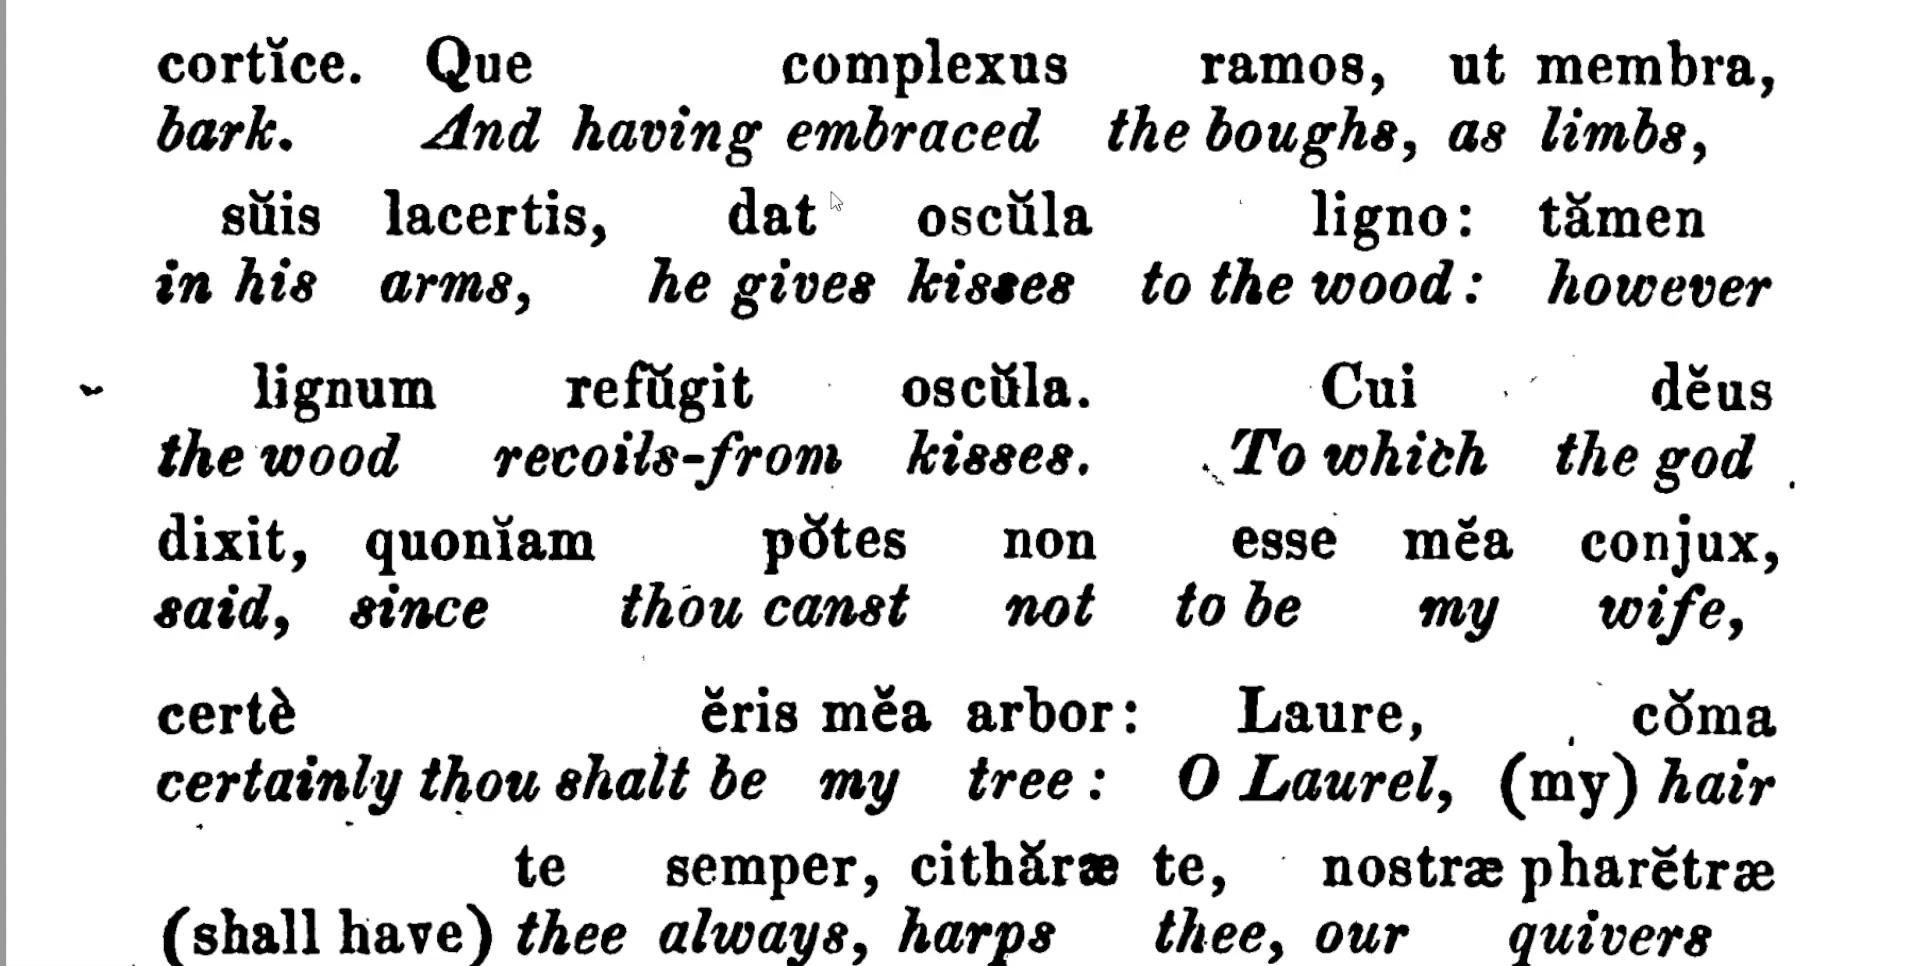 cortĭce. Que complexus ramos, ut membra,
bark. And having embraced the boughs, as limbs,
sŭis lacertis, dat oscŭla ligno: tămen
in his arms, he gives kisses to the wood: however
lignum refŭgit oscŭla. Cui dĕus
the wood recoils-from kisses. To which the god
dixit, quonĭam pŏtes non esse mĕa conjux,
said, since thou canst not to be my wife,
certè ĕris mĕa arbor: Laure, cŏma
certainly thou shalt be my tree: O Laurel, (my) hair
te semper, cithăræ te, nostræ pharĕtræ
(shall have) thee always, harps thee, our quivers